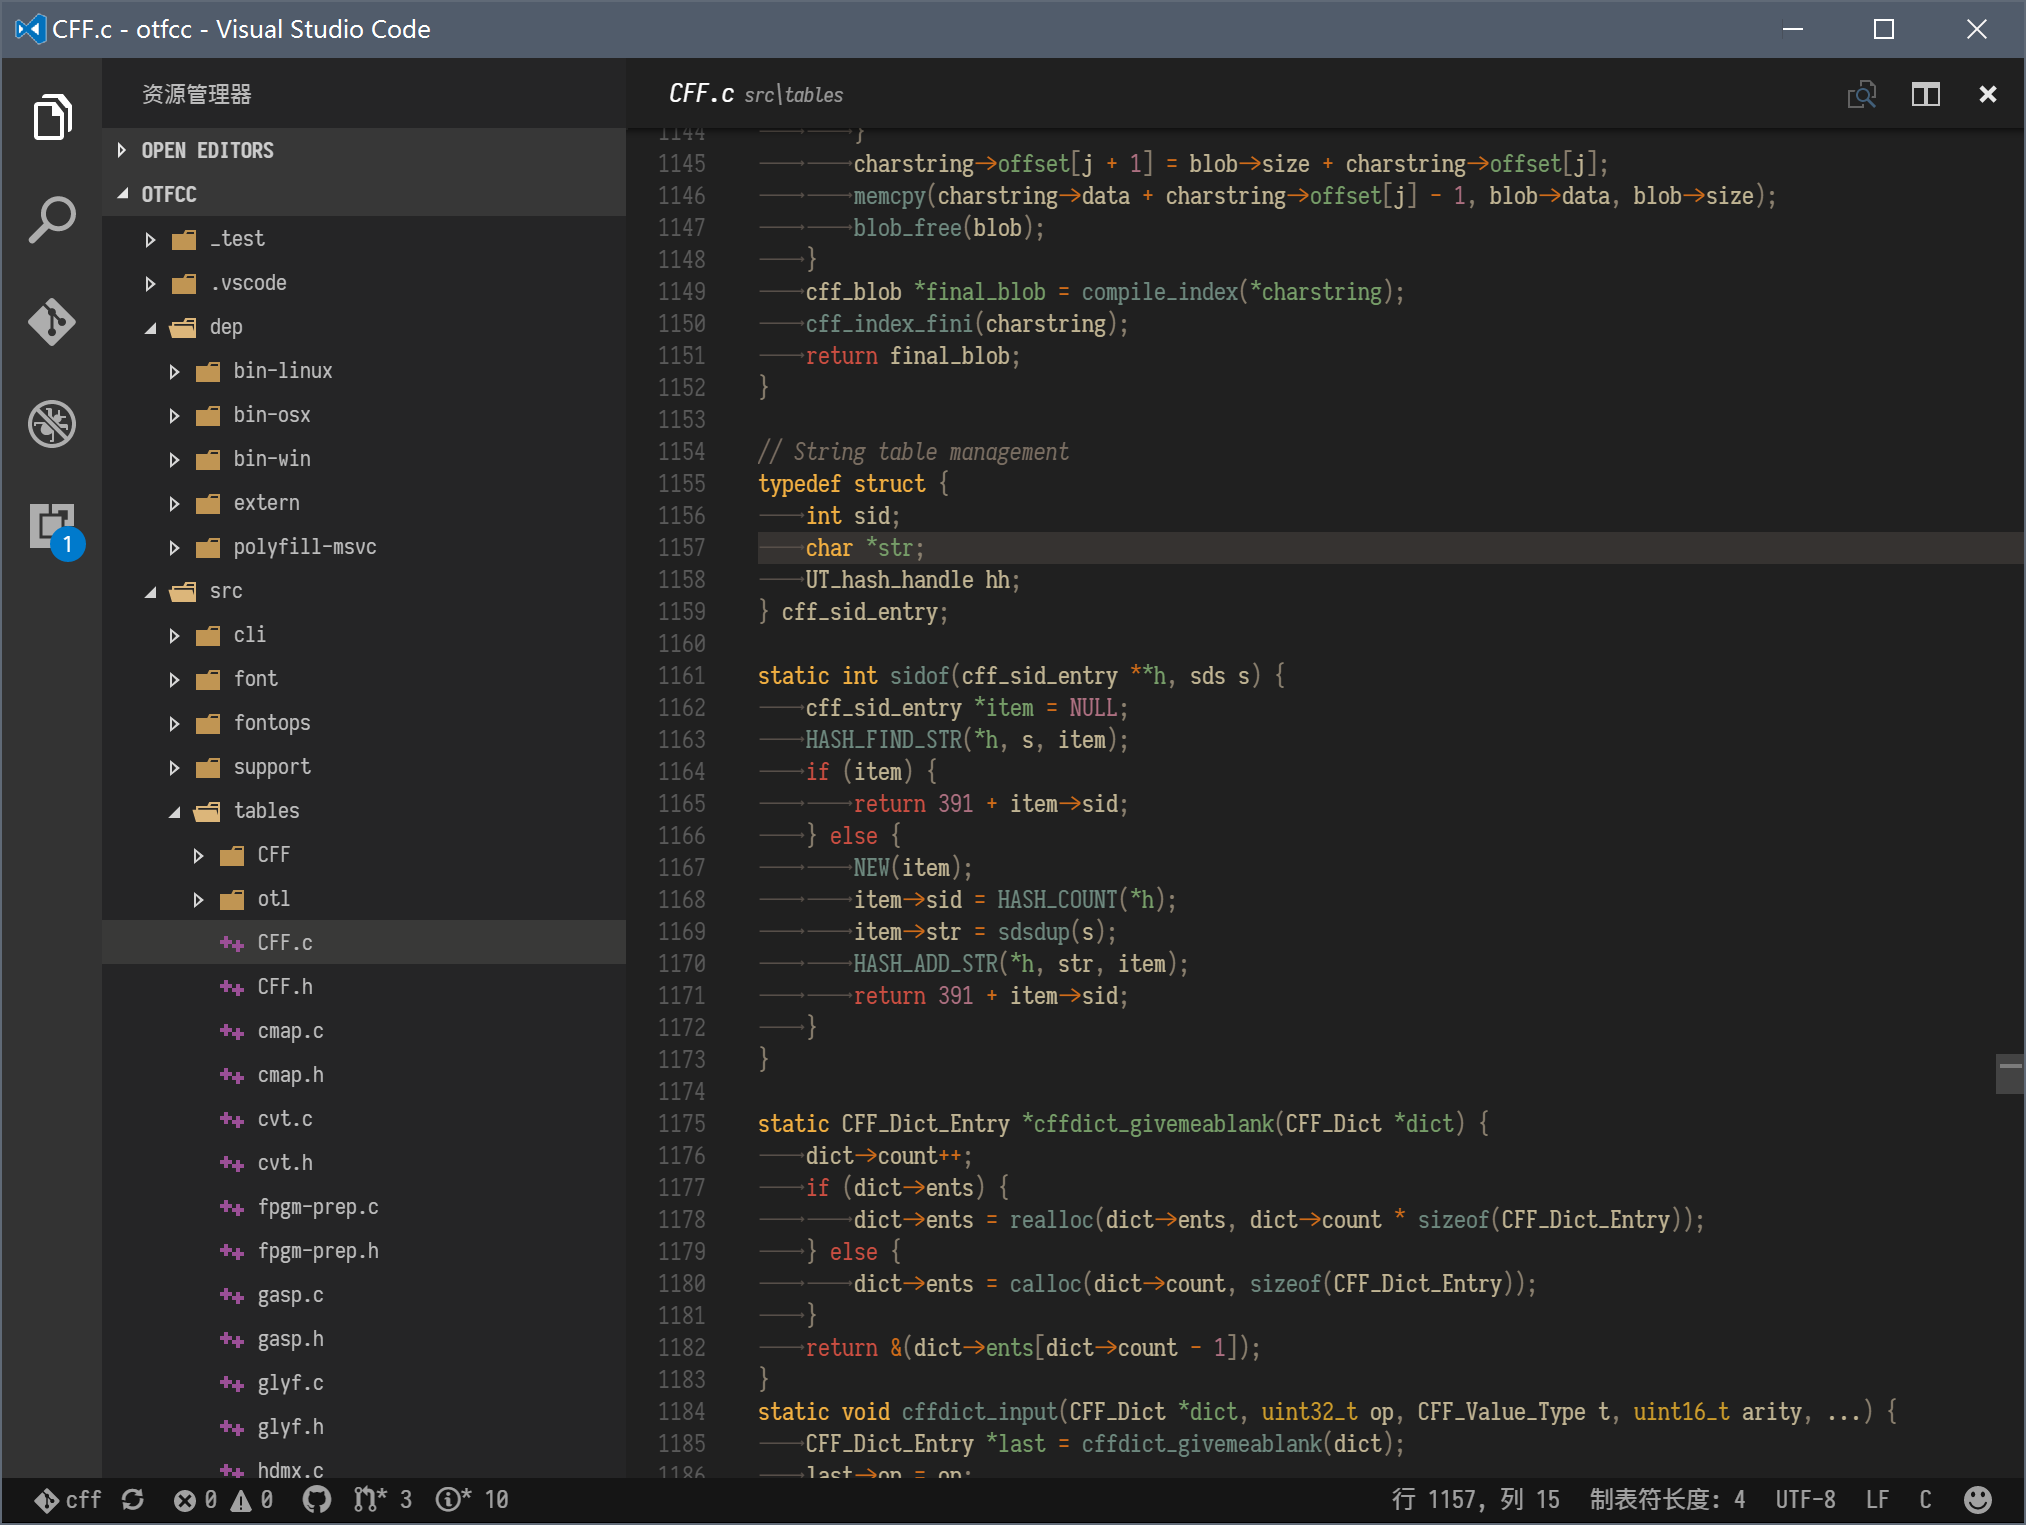 CFF.c - otfcc - Visual Studio Code
资源管理器
OPEN EDITORS
OTFCC
_test
.vscode
dep
bin-linux
bin-osx
bin-win
extern
polyfill-msvc
src
cli
font
fontops
support
tables
CFF
otl
CFF.c
CFF.h
cmap.c
cmap.h
cvt.c
cvt.h
fpgm-prep.c
fpgm-prep.h
gasp.c
gasp.h
glyf.c
glyf.h
hdmx.c
1
CFF.c src\tables
1144 }
1145 charstring->offset[j + 1] = blob->size + charstring->offset[j];
1146 memcpy(charstring->data + charstring->offset[j] - 1, blob->data, blob->size);
1147 blob_free(blob);
1148 }
1149 cff_blob *final_blob = compile_index(*charstring);
1150 cff_index_fini(charstring);
1151 return final_blob;
1152 }
1153
1154 // String table management
1155 typedef struct {
1156 int sid;
1157 char *str;
1158 UT_hash_handle hh;
1159 } cff_sid_entry;
1160
1161 static int sidof(cff_sid_entry **h, sds s) {
1162 cff_sid_entry *item = NULL;
1163 HASH_FIND_STR(*h, s, item);
1164 if (item) {
1165 return 391 + item->sid;
1166 } else {
1167 NEW(item);
1168 item->sid = HASH_COUNT(*h);
1169 item->str = sdsdup(s);
1170 HASH_ADD_STR(*h, str, item);
1171 return 391 + item->sid;
1172 }
1173 }
1174
1175 static CFF_Dict_Entry *cffdict_givemeablank(CFF_Dict *dict) {
1176 dict->count++;
1177 if (dict->ents) {
1178 dict->ents = realloc(dict->ents, dict->count * sizeof(CFF_Dict_Entry));
1179 } else {
1180 dict->ents = calloc(dict->count, sizeof(CFF_Dict_Entry));
1181 }
1182 return &(dict->ents[dict->count - 1]);
1183 }
1184 static void cffdict_input(CFF_Dict *dict, uint32_t op, CFF_Value_Type t, uint16_t arity, ...) {
1185 CFF_Dict_Entry *last = cffdict_givemeablank(dict);
1186 last->op = op;
cff 0 0 * 3 * 10 行 1157, 列 15 制表符长度: 4 UTF-8 LF C